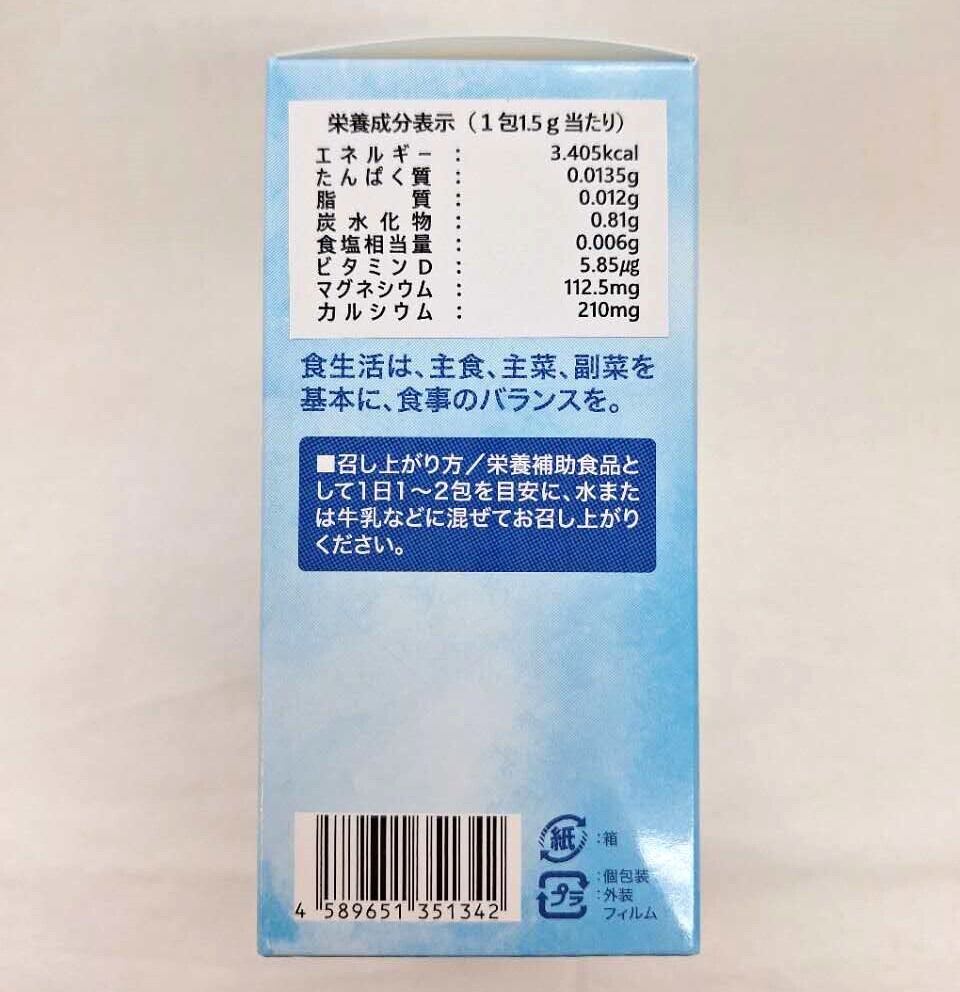 栄養成分表示（1包1.5g当たり）
エネルギー：3.405kcal
たんぱく質：0.0135g
脂質：0.012g
炭水化物：0.81g
食塩相当量：0.006g
ビタミンD：5.85μg
マグネシウム：112.5mg
カルシウム：210mg
食生活は、主食、主菜、副菜を
基本に、食事のバランスを。
■召し上がり方／栄養補助食品と
して1日1～2包を目安に、水また
は牛乳などに混ぜてお召し上がり
ください。
紙：箱
プラ：個包装
：外装
フィルム
4 589651 351342